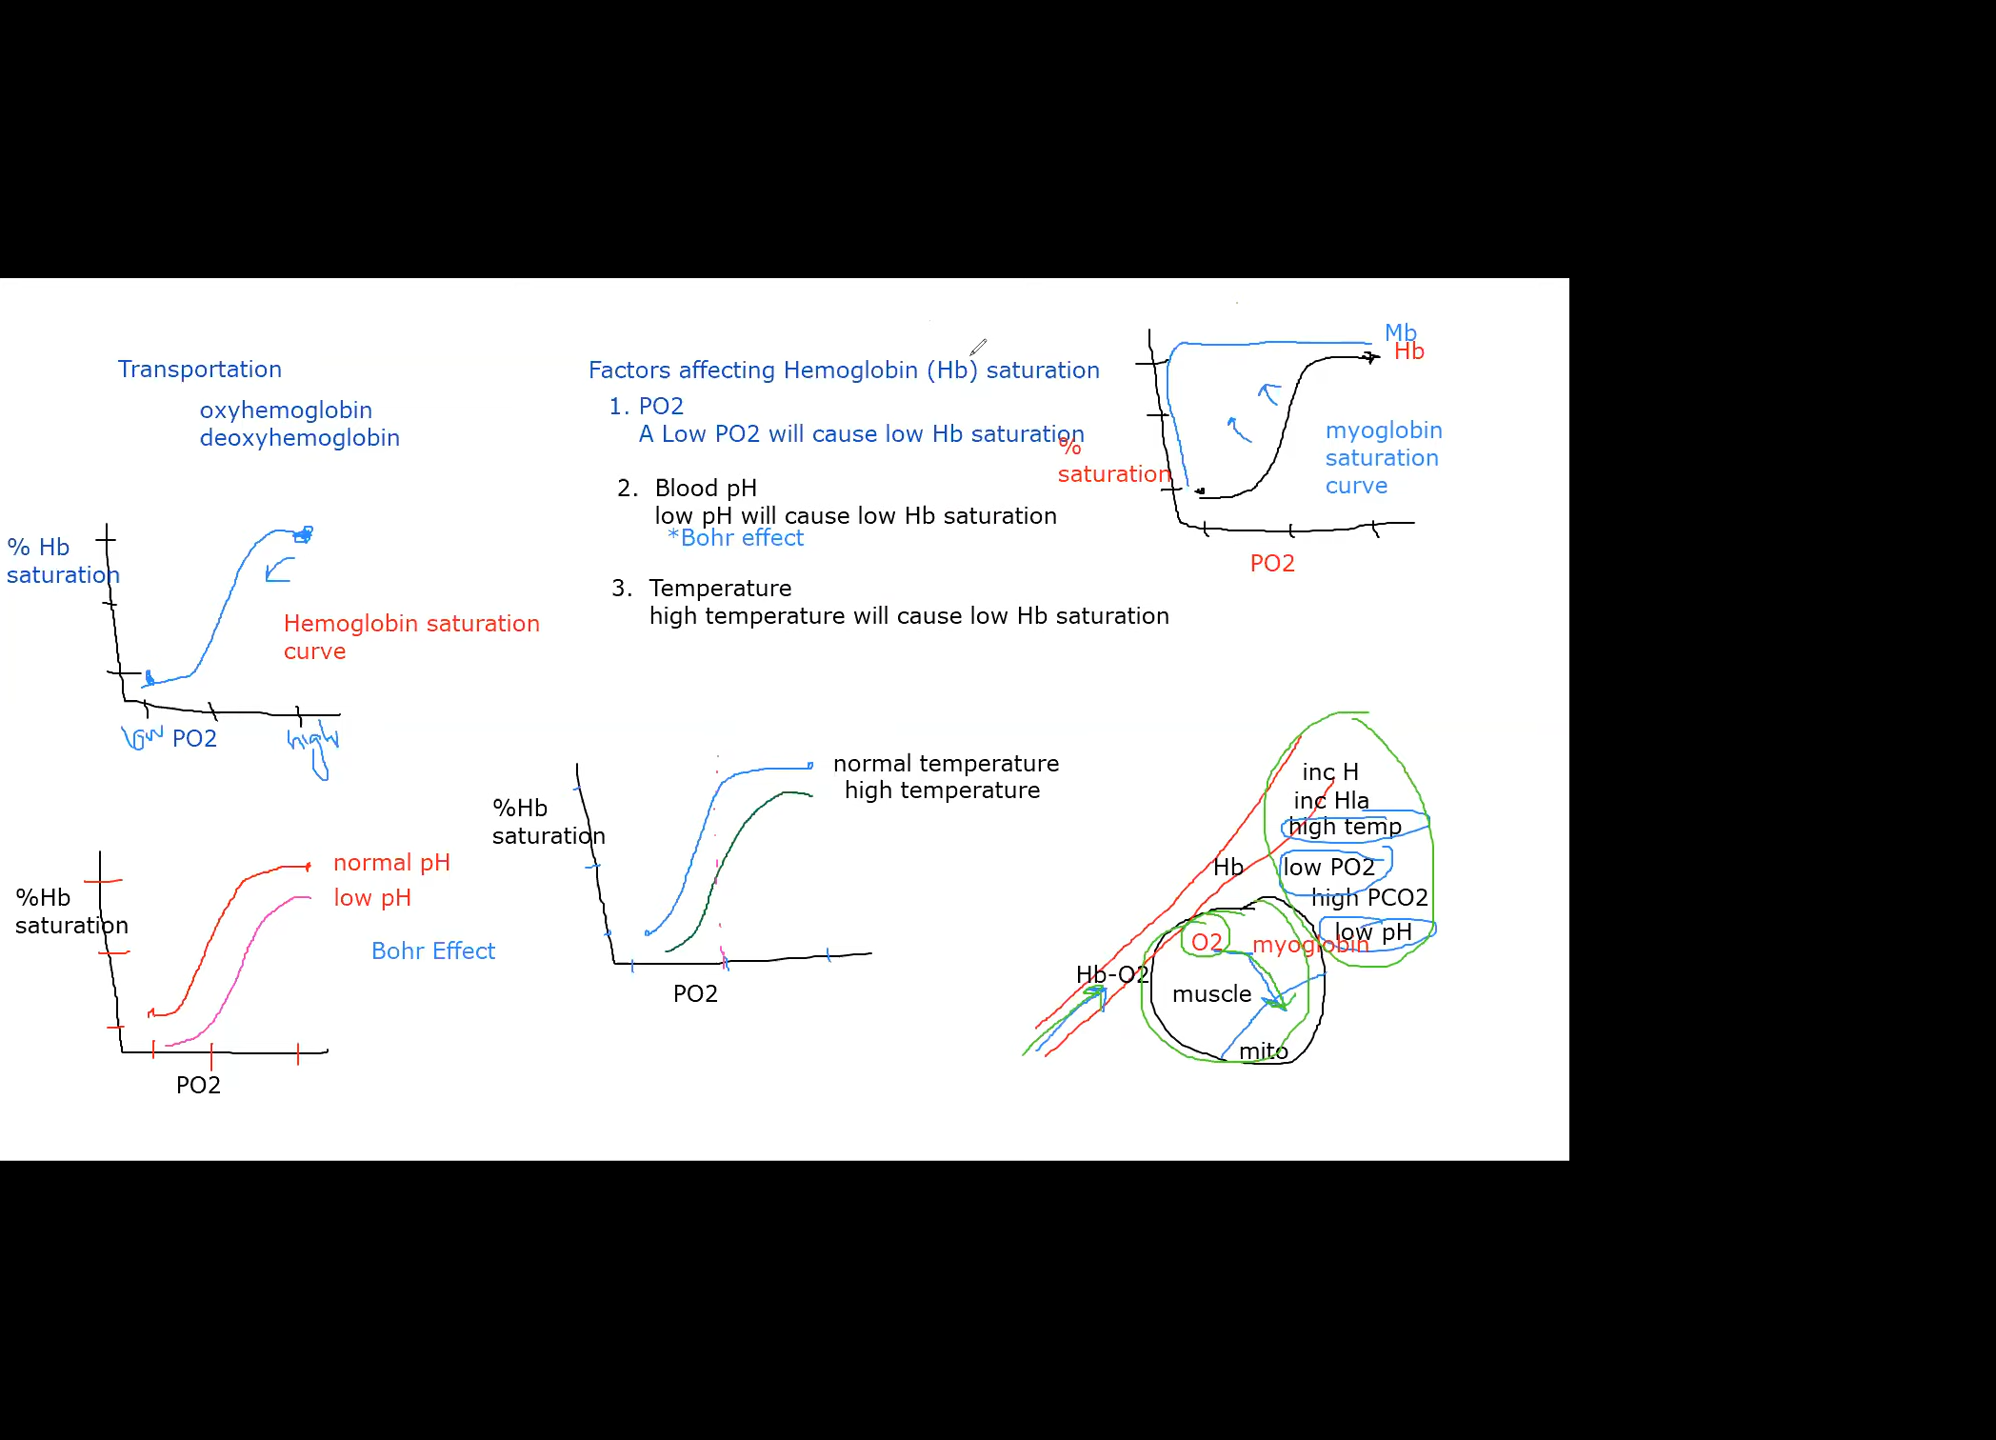 Transportation
oxyhemoglobin
deoxyhemoglobin
% Hb
saturation
Hemoglobin saturation
curve
low PO2 high
%Hb
saturation
normal pH
low pH
Bohr Effect
PO2
Factors affecting Hemoglobin (Hb) saturation
1. PO2
A Low PO2 will cause low Hb saturation
2. Blood pH
low pH will cause low Hb saturation
*Bohr effect
3. Temperature
high temperature will cause low Hb saturation
%Hb
saturation
normal temperature
high temperature
PO2
Mb
Hb
%
saturation
myoglobin
saturation
curve
PO2
inc H
inc Hla
high temp
Hb
low PO2
high PCO2
low pH
O2
myoglobin
Hb-O2
muscle
mito